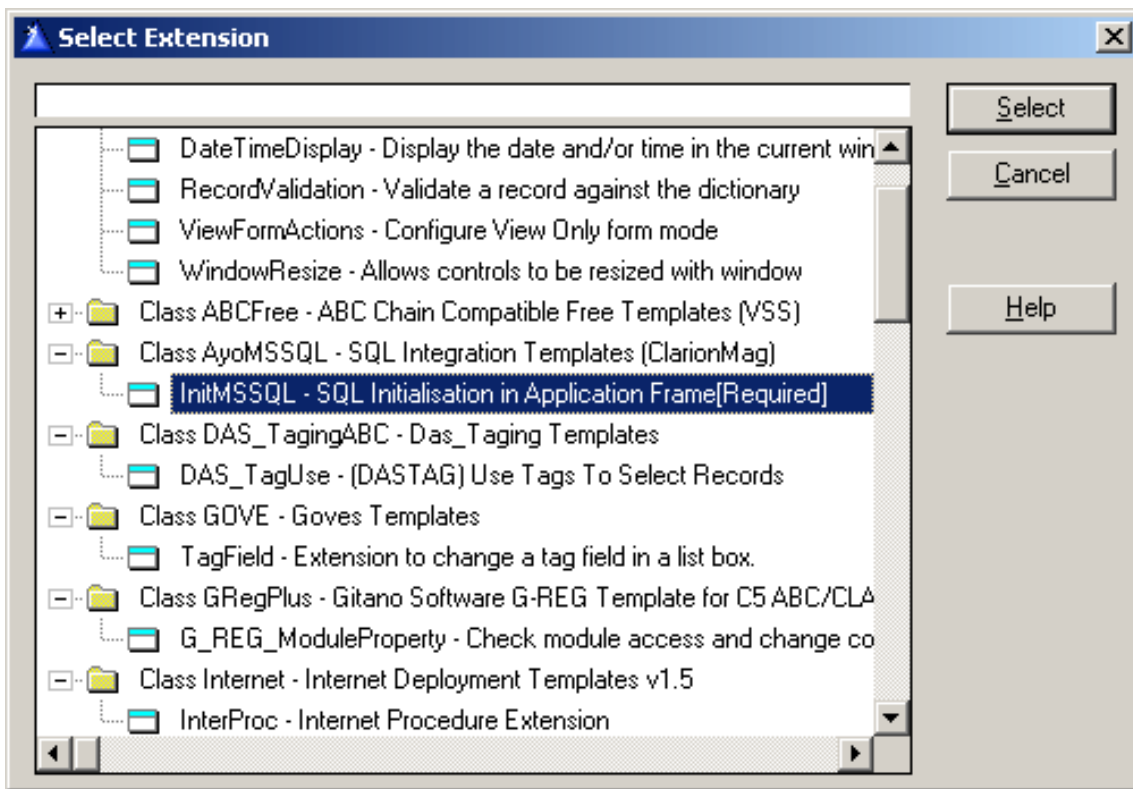 Select Extension
Select
DateTimeDisplay - Display the date and/or time in the current win
Cancel
RecordValidation - Validate a record against the dictionary
ViewFormActions - Configure View Only form mode
WindowResize - Allows controls to be resized with window
Help
Class ABCFree - ABC Chain Compatible Free Templates (VSS)
Class AyoMSSQL - SQL Integration Templates (ClarionMag)
InitMSSQL - SQL Initialisation in Application Frame[Required]
Class DAS_TagingABC - Das_Taging Templates
DAS_TagUse - (DASTAG) Use Tags To Select Records
Class GOVE - Goves Templates
TagField - Extension to change a tag field in a list box.
Class GRegPlus - Gitano Software G-REG Template for C5 ABC/CLA
G_REG_ModuleProperty - Check module access and change co
Class Internet - Internet Deployment Templates v1.5
InterProc - Internet Procedure Extension